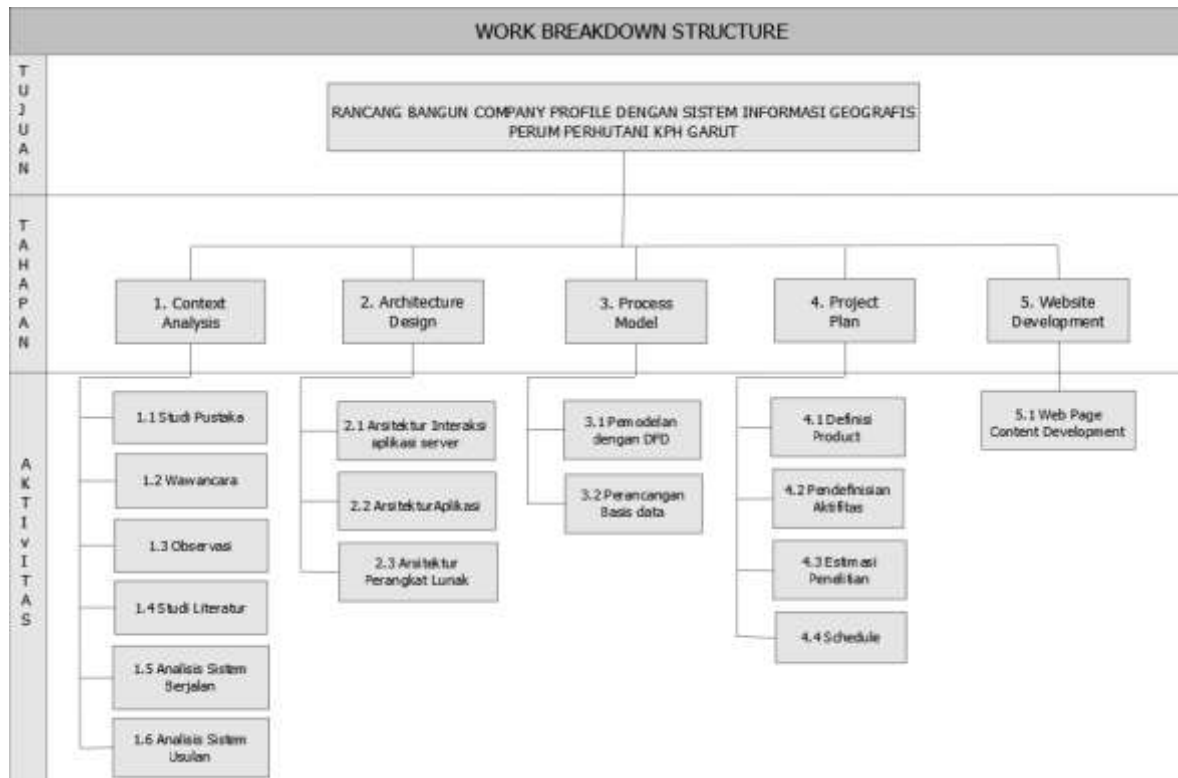 WORK BREAKDOWN STRUCTURE
TUJUAN
RANCANG BANGUN COMPANY PROFILE DENGAN SISTEM INFORMASI GEOGRAFIS
PERUM PERHUTANI KPH GARUT
TAHAPAN
1. Context
Analysis
2. Architecture
Design
3. Process
Model
4. Project
Plan
5. Website
Development
AKTIvITAS
1.1 Studi Pustaka
1.2 Wawancara
1.3 Observasi
1.4 Studi Literatur
1.5 Analisis Sistem
Berjalan
1.6 Analisis Sistem
Usulan
2.1 Arsitektur Interaksi
aplikasi server
2.2 Arsitektur Aplikasi
2.3 Arsitektur
Perangkat Lunak
3.1 Pemodelan
dengan DFD
3.2 Perancangan
Basis data
4.1 Definisi
Product
4.2 Pendefinisian
Aktifitas
4.3 Estimasi
Penelitian
4.4 Schedule
5.1 Web Page
Content Development